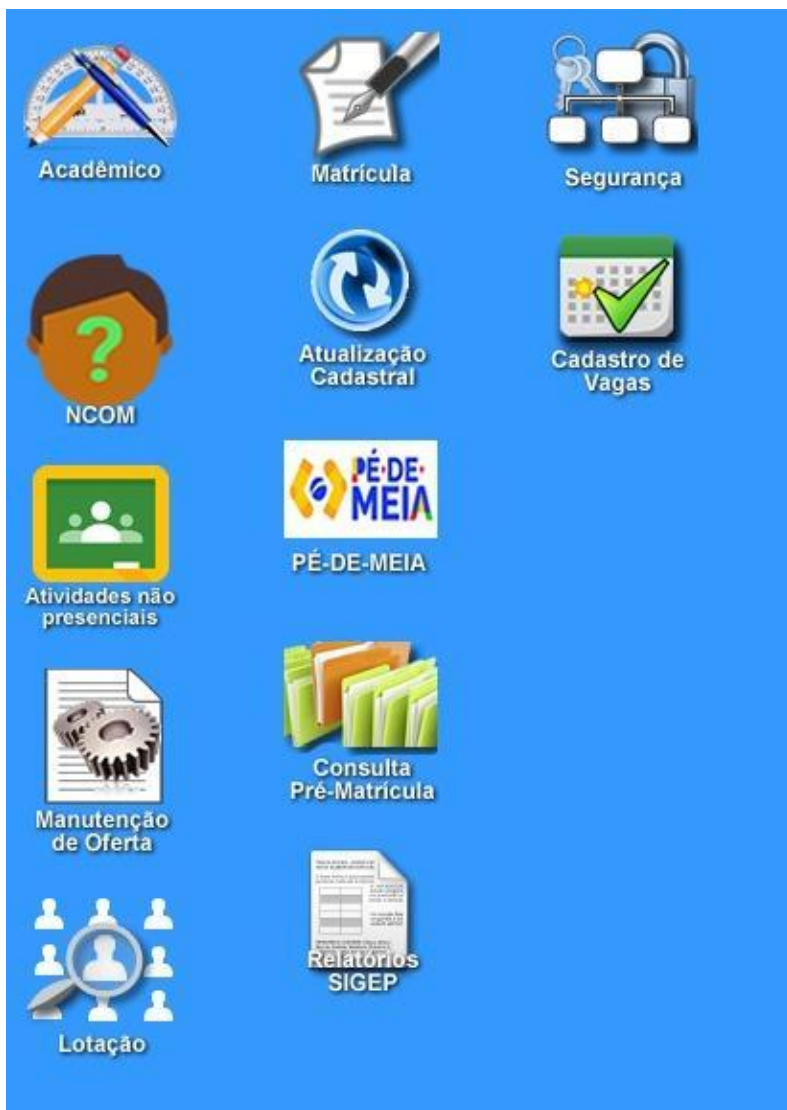 Acadêmico
Matrícula
Segurança
?
NCOM
Atualização
Cadastral
Cadastro de
Vagas
Atividades não
presenciais
PÉ·DE·
MEIA
PÉ-DE-MEIA
Manutenção
de Oferta
Consulta
Pré-Matrícula
Lotação
Relatórios
SIGEP